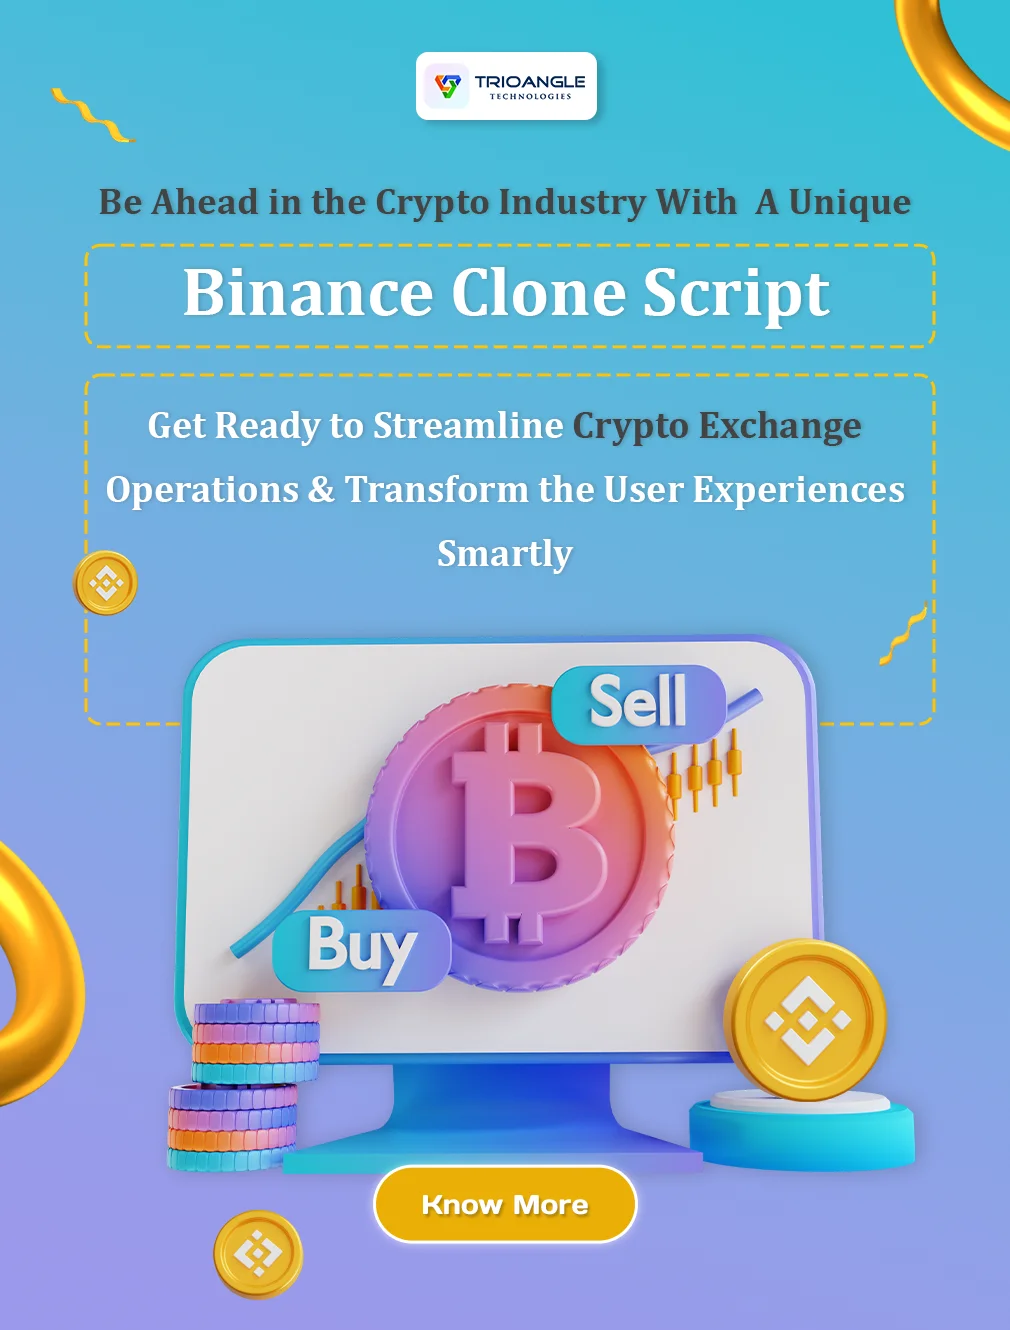 TRIOANGLE
TECHNOLOGIES
Be Ahead in the Crypto Industry With A Unique
Binance Clone Script
Get Ready to Streamline Crypto Exchange
Operations & Transform the User Experiences
Smartly
Sell
Buy
Know More